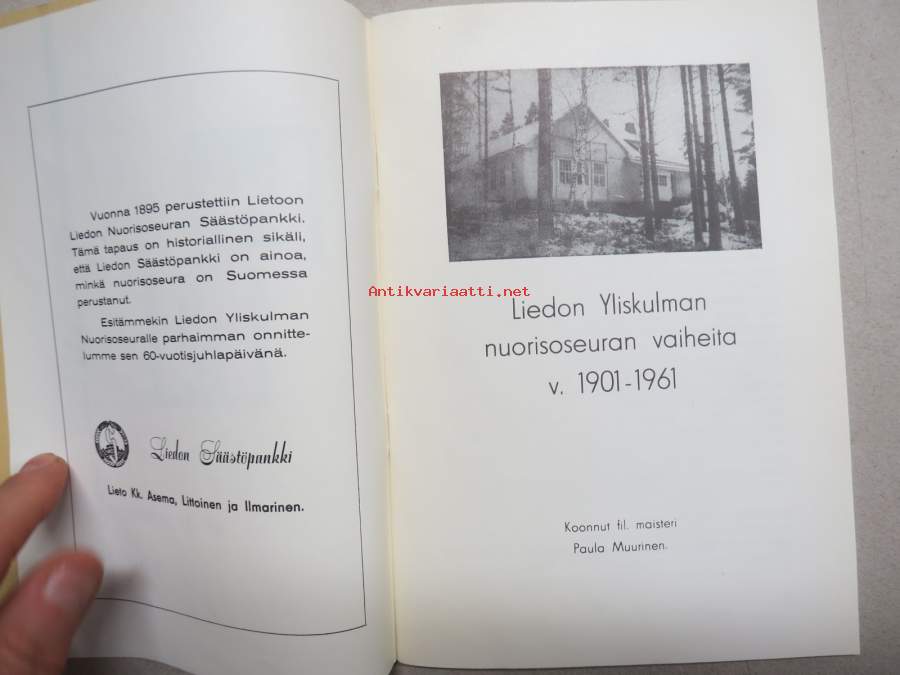 Vuonna 1895 perustettiin Lietoon
Liedon Nuorisoseuran Säästöpankki.
Tämä tapaus on historiallinen sikäli,
että Liedon Säästöpankki on ainoa,
minkä nuorisoseura on Suomessa
perustanut.
Esitämmekin Liedon Yliskulman
Nuorisoseuralle parhaimman onnitte-
lumme sen 60-vuotisjuhlapäivänä.
Liedon Säästöpankki
Lieto Kk. Asema, Littoinen ja Ilmarinen.
Antikvariaatti.net
Liedon Yliskulman
nuorisoseuran vaiheita
v. 1901-1961
Koonnut fil. maisteri
Paula Muurinen.